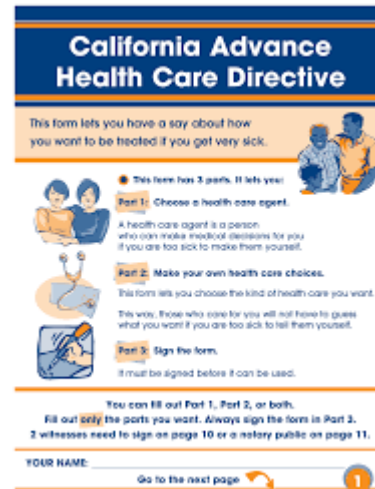 California Advance
Health Care Directive
This form lets you have a say about how
you want to be treated if you get very sick.
This form has 3 parts. It lets you:
Part 1: Choose a health care agent.
A health care agent is a person
who can make medical decisions for you
if you are too sick to make them yourself.
Part 2: Make your own health care choices.
This form lets you choose the kind of health care you want.
This way, those who care for you will not have to guess
what you want if you are too sick to tell them yourself.
Part 3: Sign the form.
It must be signed before it can be used.
You can fill out Part 1, Part 2, or both.
Fill out only the parts you want. Always sign the form in Part 3.
2 witnesses need to sign on page 10 or a notary public on page 11.
YOUR NAME:
Go to the next page
1